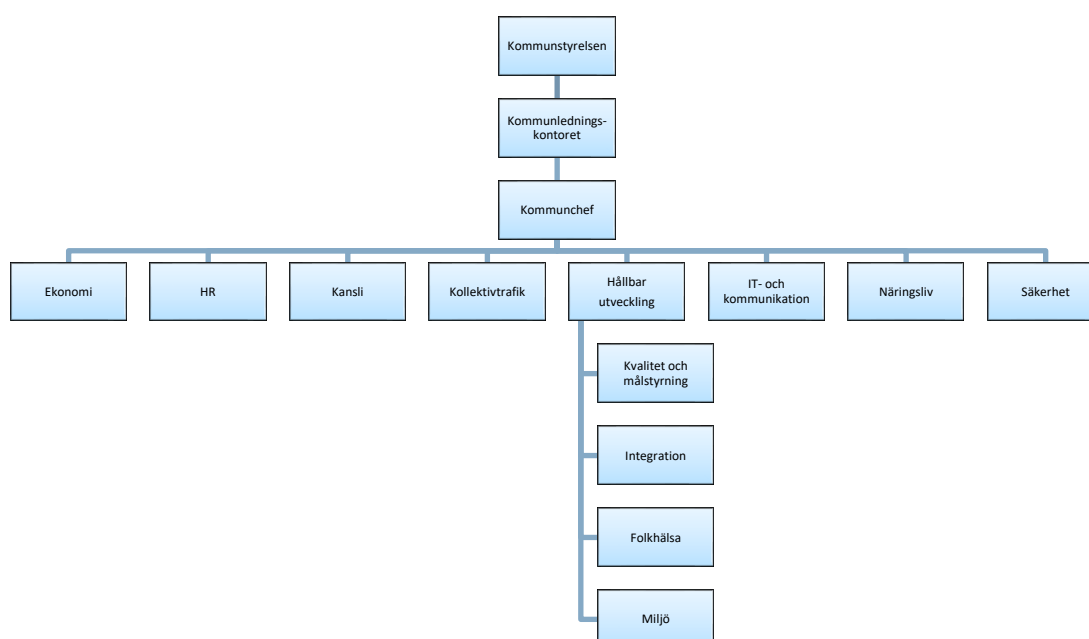 Kommunstyrelsen
Kommunlednings-
kontoret
Kommunchef
Ekonomi
HR
Kansli
Kollektivtrafik
Hållbar
utveckling
IT- och
kommunikation
Näringsliv
Säkerhet
Kvalitet och
målstyrning
Integration
Folkhälsa
Miljö